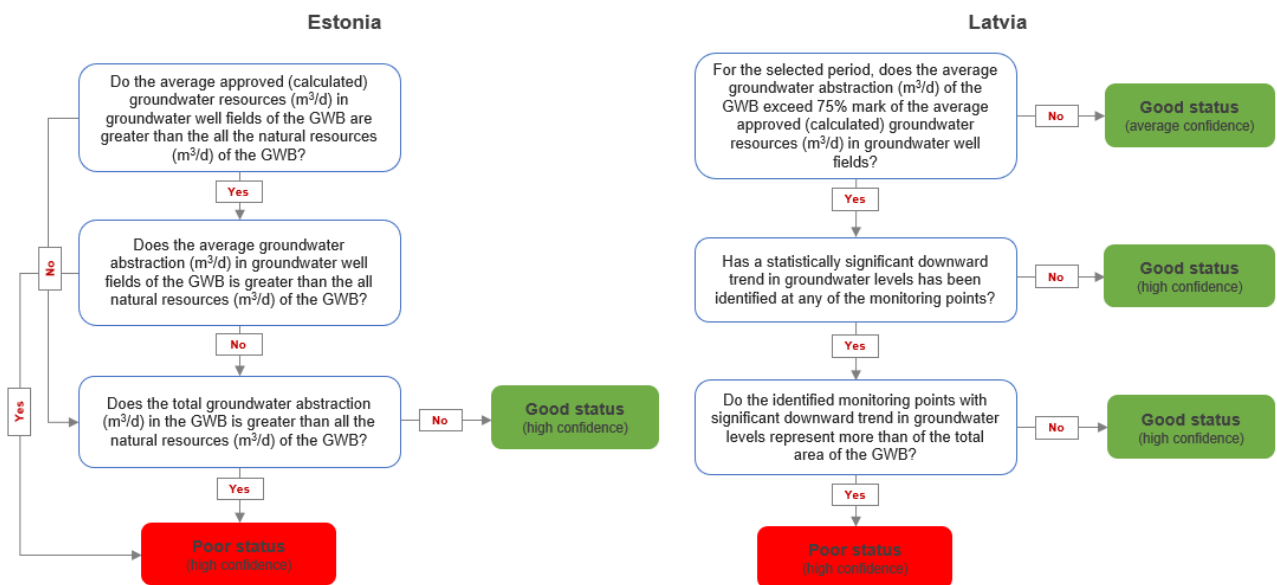 Estonia
Do the average approved (calculated)
groundwater resources (m³/d) in
groundwater well fields of the GWB are
greater than the all the natural resources
(m³/d) of the GWB?
Yes
No
Does the average groundwater
abstraction (m³/d) in groundwater well
fields of the GWB is greater than the all
natural resources (m³/d) of the GWB?
No
Yes
Does the total groundwater abstraction
(m³/d) in the GWB is greater than all the
natural resources (m³/d) of the GWB?
No
Good status
(high confidence)
Yes
Poor status
(high confidence)
Latvia
For the selected period, does the average
groundwater abstraction (m³/d) of the
GWB exceed 75% mark of the average
approved (calculated) groundwater
resources (m³/d) in groundwater well
fields?
No
Good status
(average confidence)
Yes
Has a statistically significant downward
trend in groundwater levels has been
identified at any of the monitoring points?
No
Good status
(high confidence)
Yes
Do the identified monitoring points with
significant downward trend in groundwater
levels represent more than of the total
area of the GWB?
No
Good status
(high confidence)
Yes
Poor status
(high confidence)